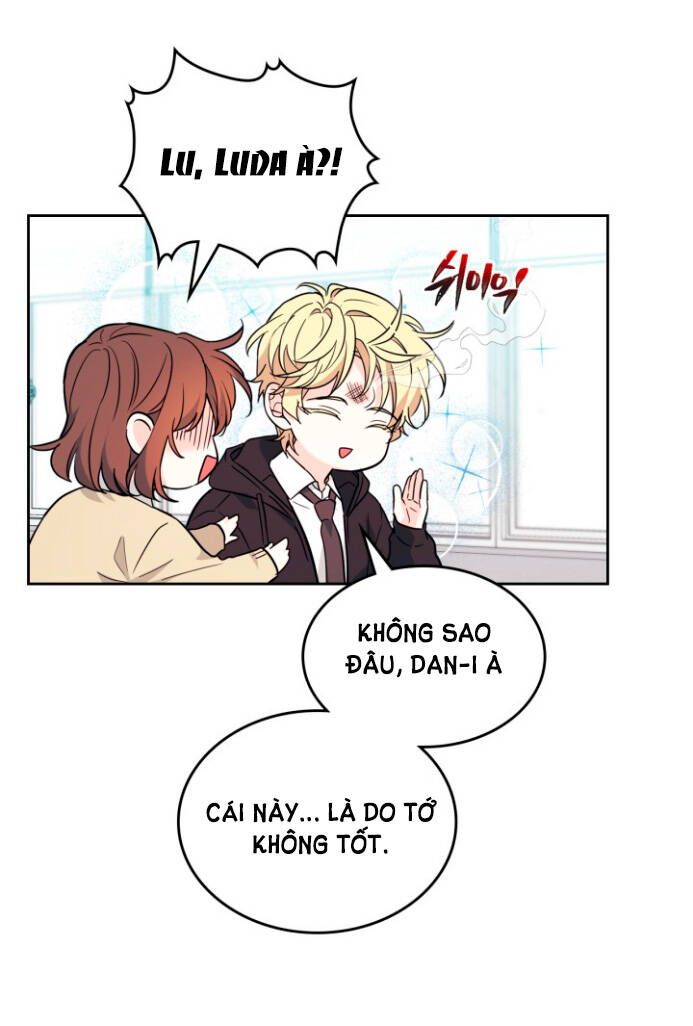 LU, LUDA À?!
쉬이익
KHÔNG SAO
ĐÂU, DAN-I À
CÁI NÀY... LÀ DO TỚ
KHÔNG TỐT.